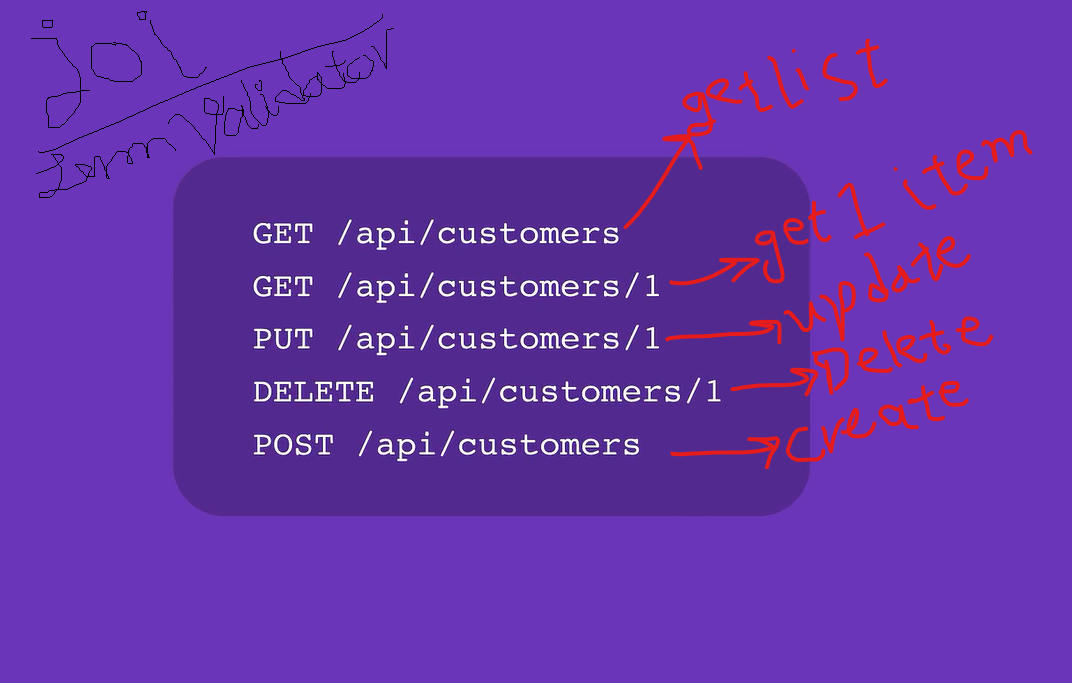 joi
Form Validator
GET /api/customers
getlist
GET /api/customers/1
get 1 item
PUT /api/customers/1
update
DELETE /api/customers/1
Delete
POST /api/customers
create